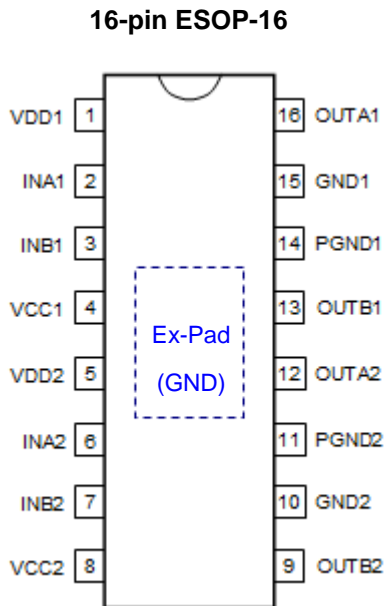 16-pin ESOP-16
VDD1 1 16 OUTA1
INA1 2 15 GND1
INB1 3 14 PGND1
VCC1 4 13 OUTB1
Ex-Pad
(GND)
VDD2 5 12 OUTA2
INA2 6 11 PGND2
INB2 7 10 GND2
VCC2 8 9 OUTB2